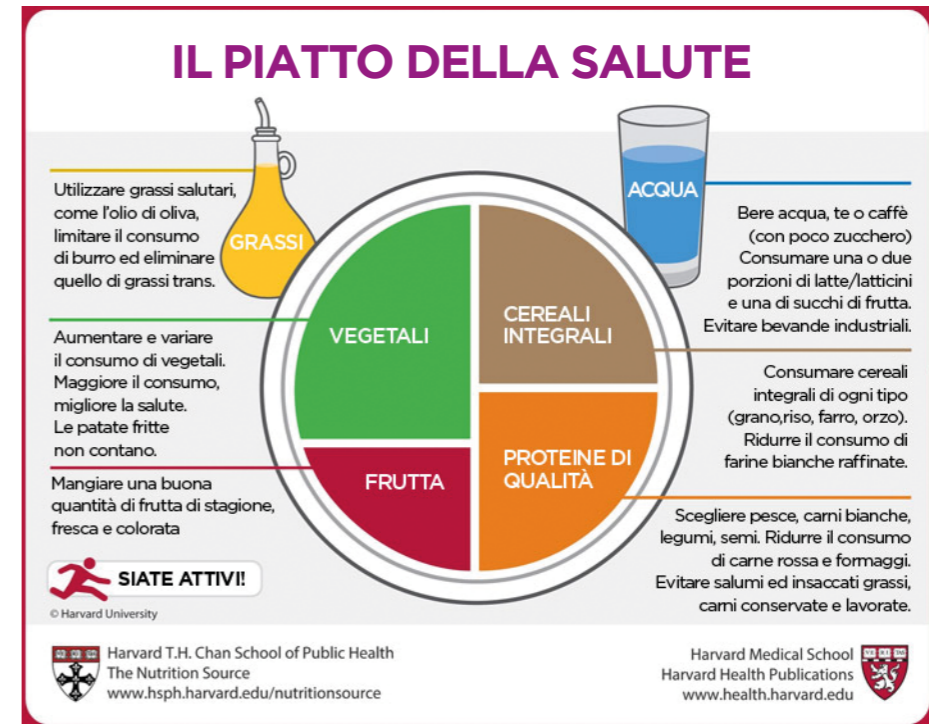 IL PIATTO DELLA SALUTE
Utilizzare grassi salutari,
come l'olio di oliva,
limitare il consumo
di burro ed eliminare
quello di grassi trans.
GRASSI
ACQUA
Bere acqua, te o caffè
(con poco zucchero)
Consumare una o due
porzioni di latte/latticini
e una di succhi di frutta.
Evitare bevande industriali.
Aumentare e variare
il consumo di vegetali.
Maggiore il consumo,
migliore la salute.
Le patate fritte
non contano.
VEGETALI
CEREALI
INTEGRALI
Consumare cereali
integrali di ogni tipo
(grano,riso, farro, orzo).
Ridurre il consumo di
farine bianche raffinate.
Mangiare una buona
quantità di frutta di stagione,
fresca e colorata
FRUTTA
PROTEINE DI
QUALITÀ
Scegliere pesce, carni bianche,
legumi, semi. Ridurre il consumo
di carne rossa e formaggi.
Evitare salumi ed insaccati grassi,
carni conservate e lavorate.
SIATE ATTIVI!
© Harvard University
Harvard T.H. Chan School of Public Health
The Nutrition Source
www.hsph.harvard.edu/nutritionsource
Harvard Medical School
Harvard Health Publications
www.health.harvard.edu